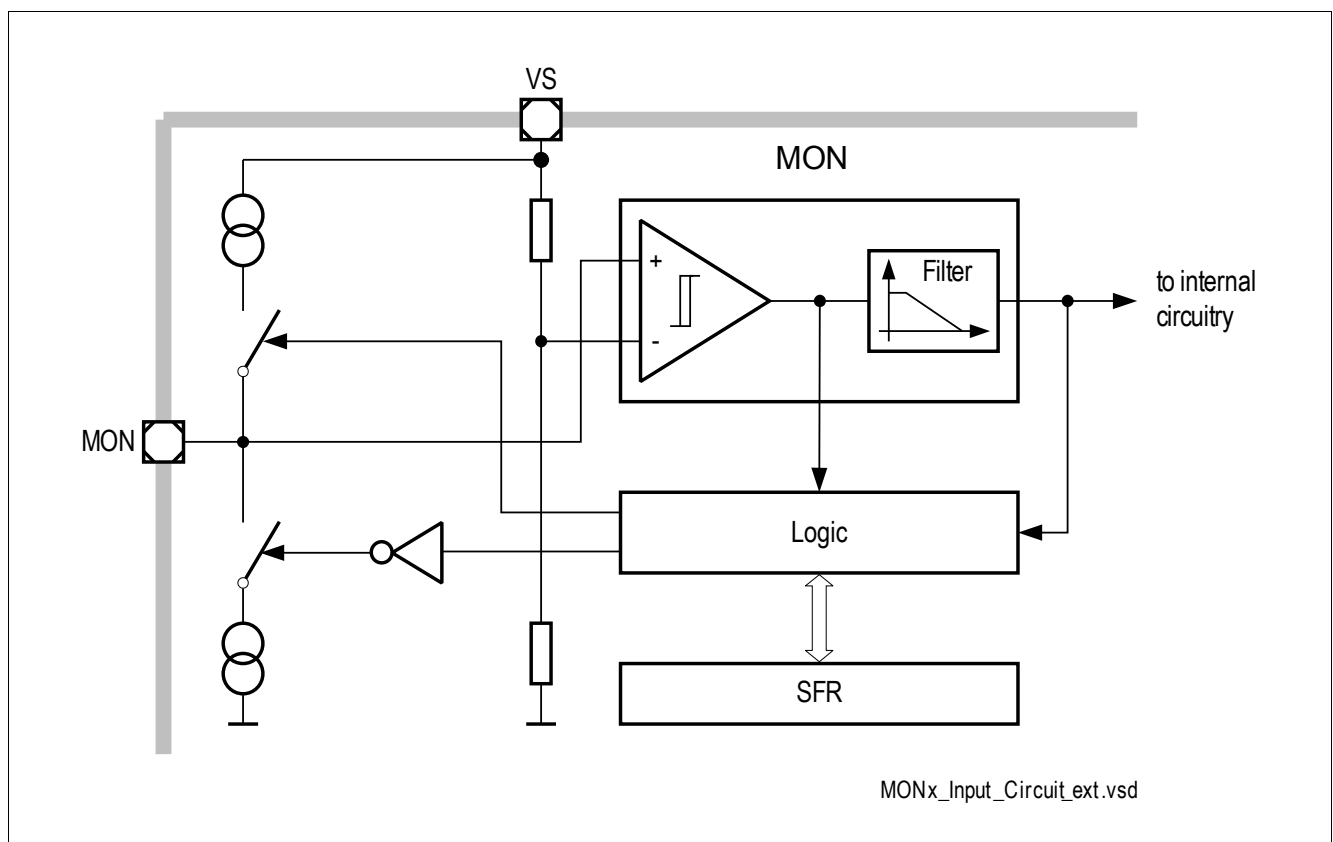 VS
MON
+
-
Filter
to internal
circuitry
MON
Logic
SFR
MONx_Input_Circuit_ext.vsd